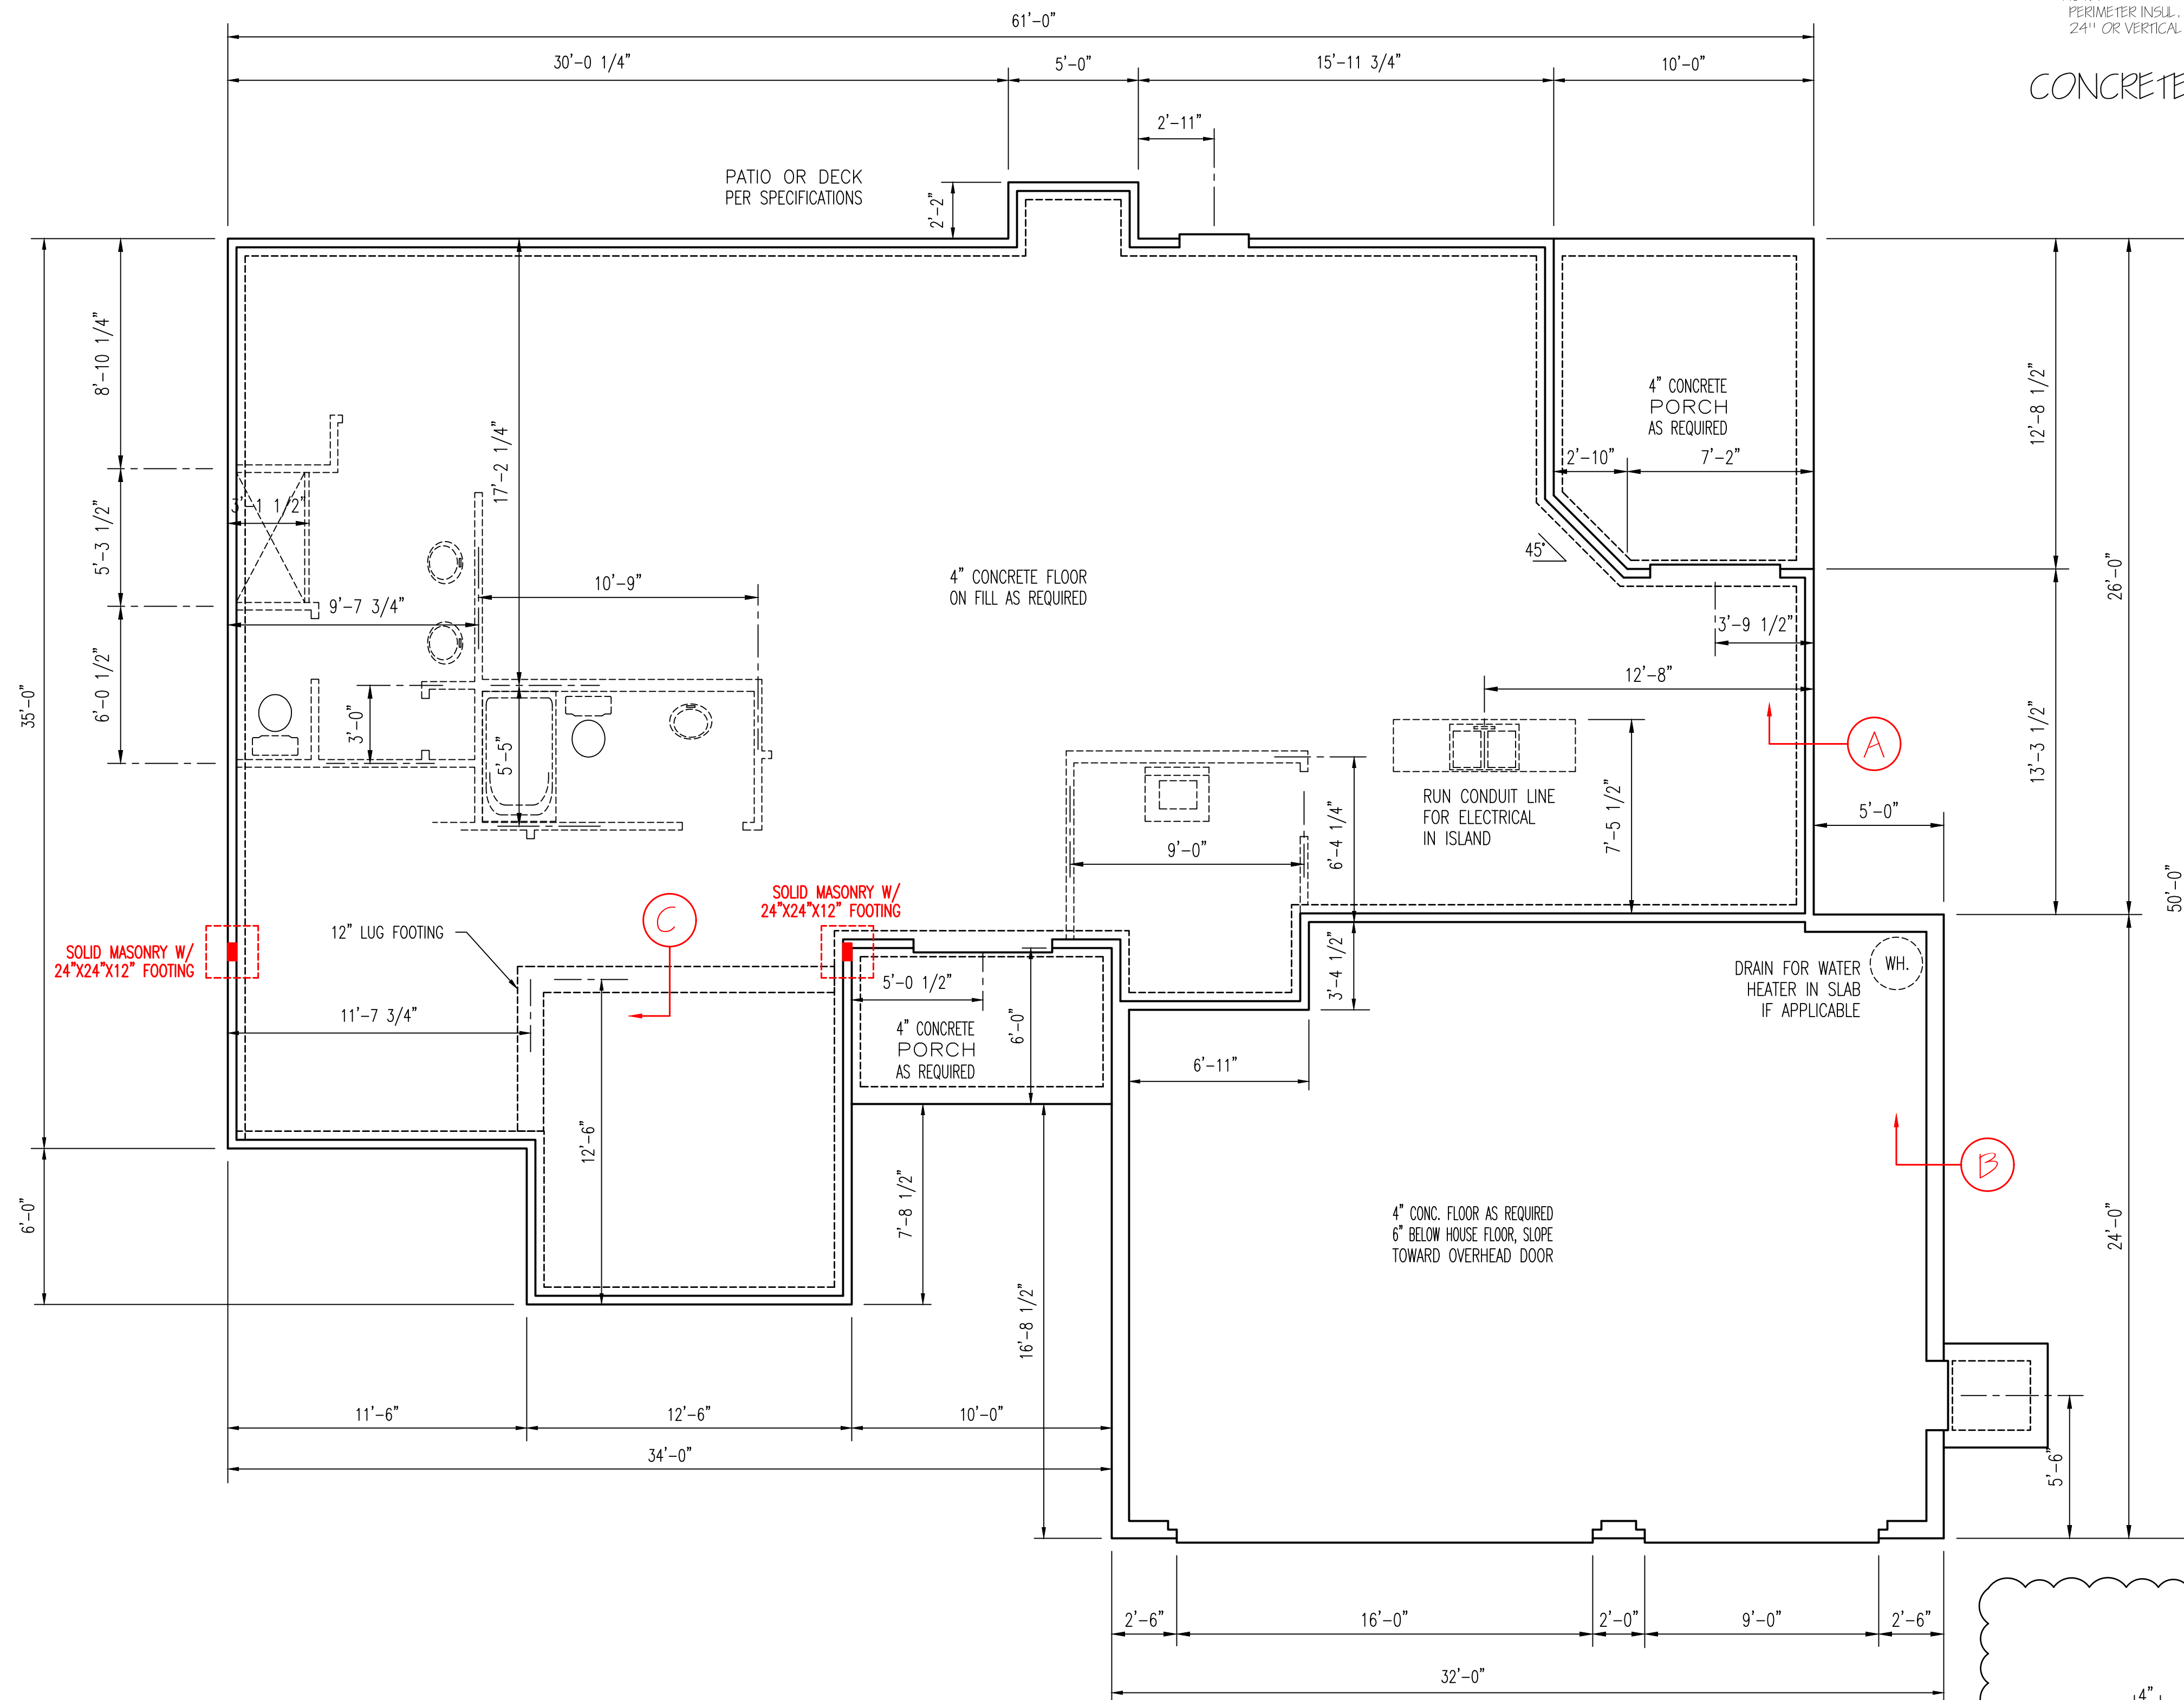 PERIMETER INSUL.
24" OR VERTICAL
CONCRETE
61'-0"
30'-0 1/4"
5'-0"
15'-11 3/4"
10'-0"
2'-11"
PATIO OR DECK
PER SPECIFICATIONS
2'-2"
8'-10 1/4"
17'-2 1/4"
12'-8 1/2"
4" CONCRETE
PORCH
AS REQUIRED
2'-10"
7'-2"
3'-1 1/2"
5'-3 1/2"
45°
26'-0"
4" CONCRETE FLOOR
ON FILL AS REQUIRED
10'-9"
9'-7 3/4"
3'-9 1/2"
12'-8"
6'-0 1/2"
35'-0"
3'-0"
5'-5"
A
13'-3 1/2"
RUN CONDUIT LINE
FOR ELECTRICAL
IN ISLAND
7'-5 1/2"
5'-0"
6'-4 1/4"
9'-0"
50'-0"
SOLID MASONRY W/
24"X24"X12" FOOTING
C
12" LUG FOOTING
SOLID MASONRY W/
24"X24"X12" FOOTING
DRAIN FOR WATER
HEATER IN SLAB
IF APPLICABLE
WH.
5'-0 1/2"
3'-4 1/2"
11'-7 3/4"
6'-0"
4" CONCRETE
PORCH
AS REQUIRED
6'-11"
12'-6"
B
7'-8 1/2"
6'-0"
4" CONC. FLOOR AS REQUIRED
6" BELOW HOUSE FLOOR, SLOPE
TOWARD OVERHEAD DOOR
24'-0"
16'-8 1/2"
11'-6"
12'-6"
10'-0"
34'-0"
5'-6"
2'-6"
16'-0"
2'-0"
9'-0"
2'-6"
32'-0"
4"